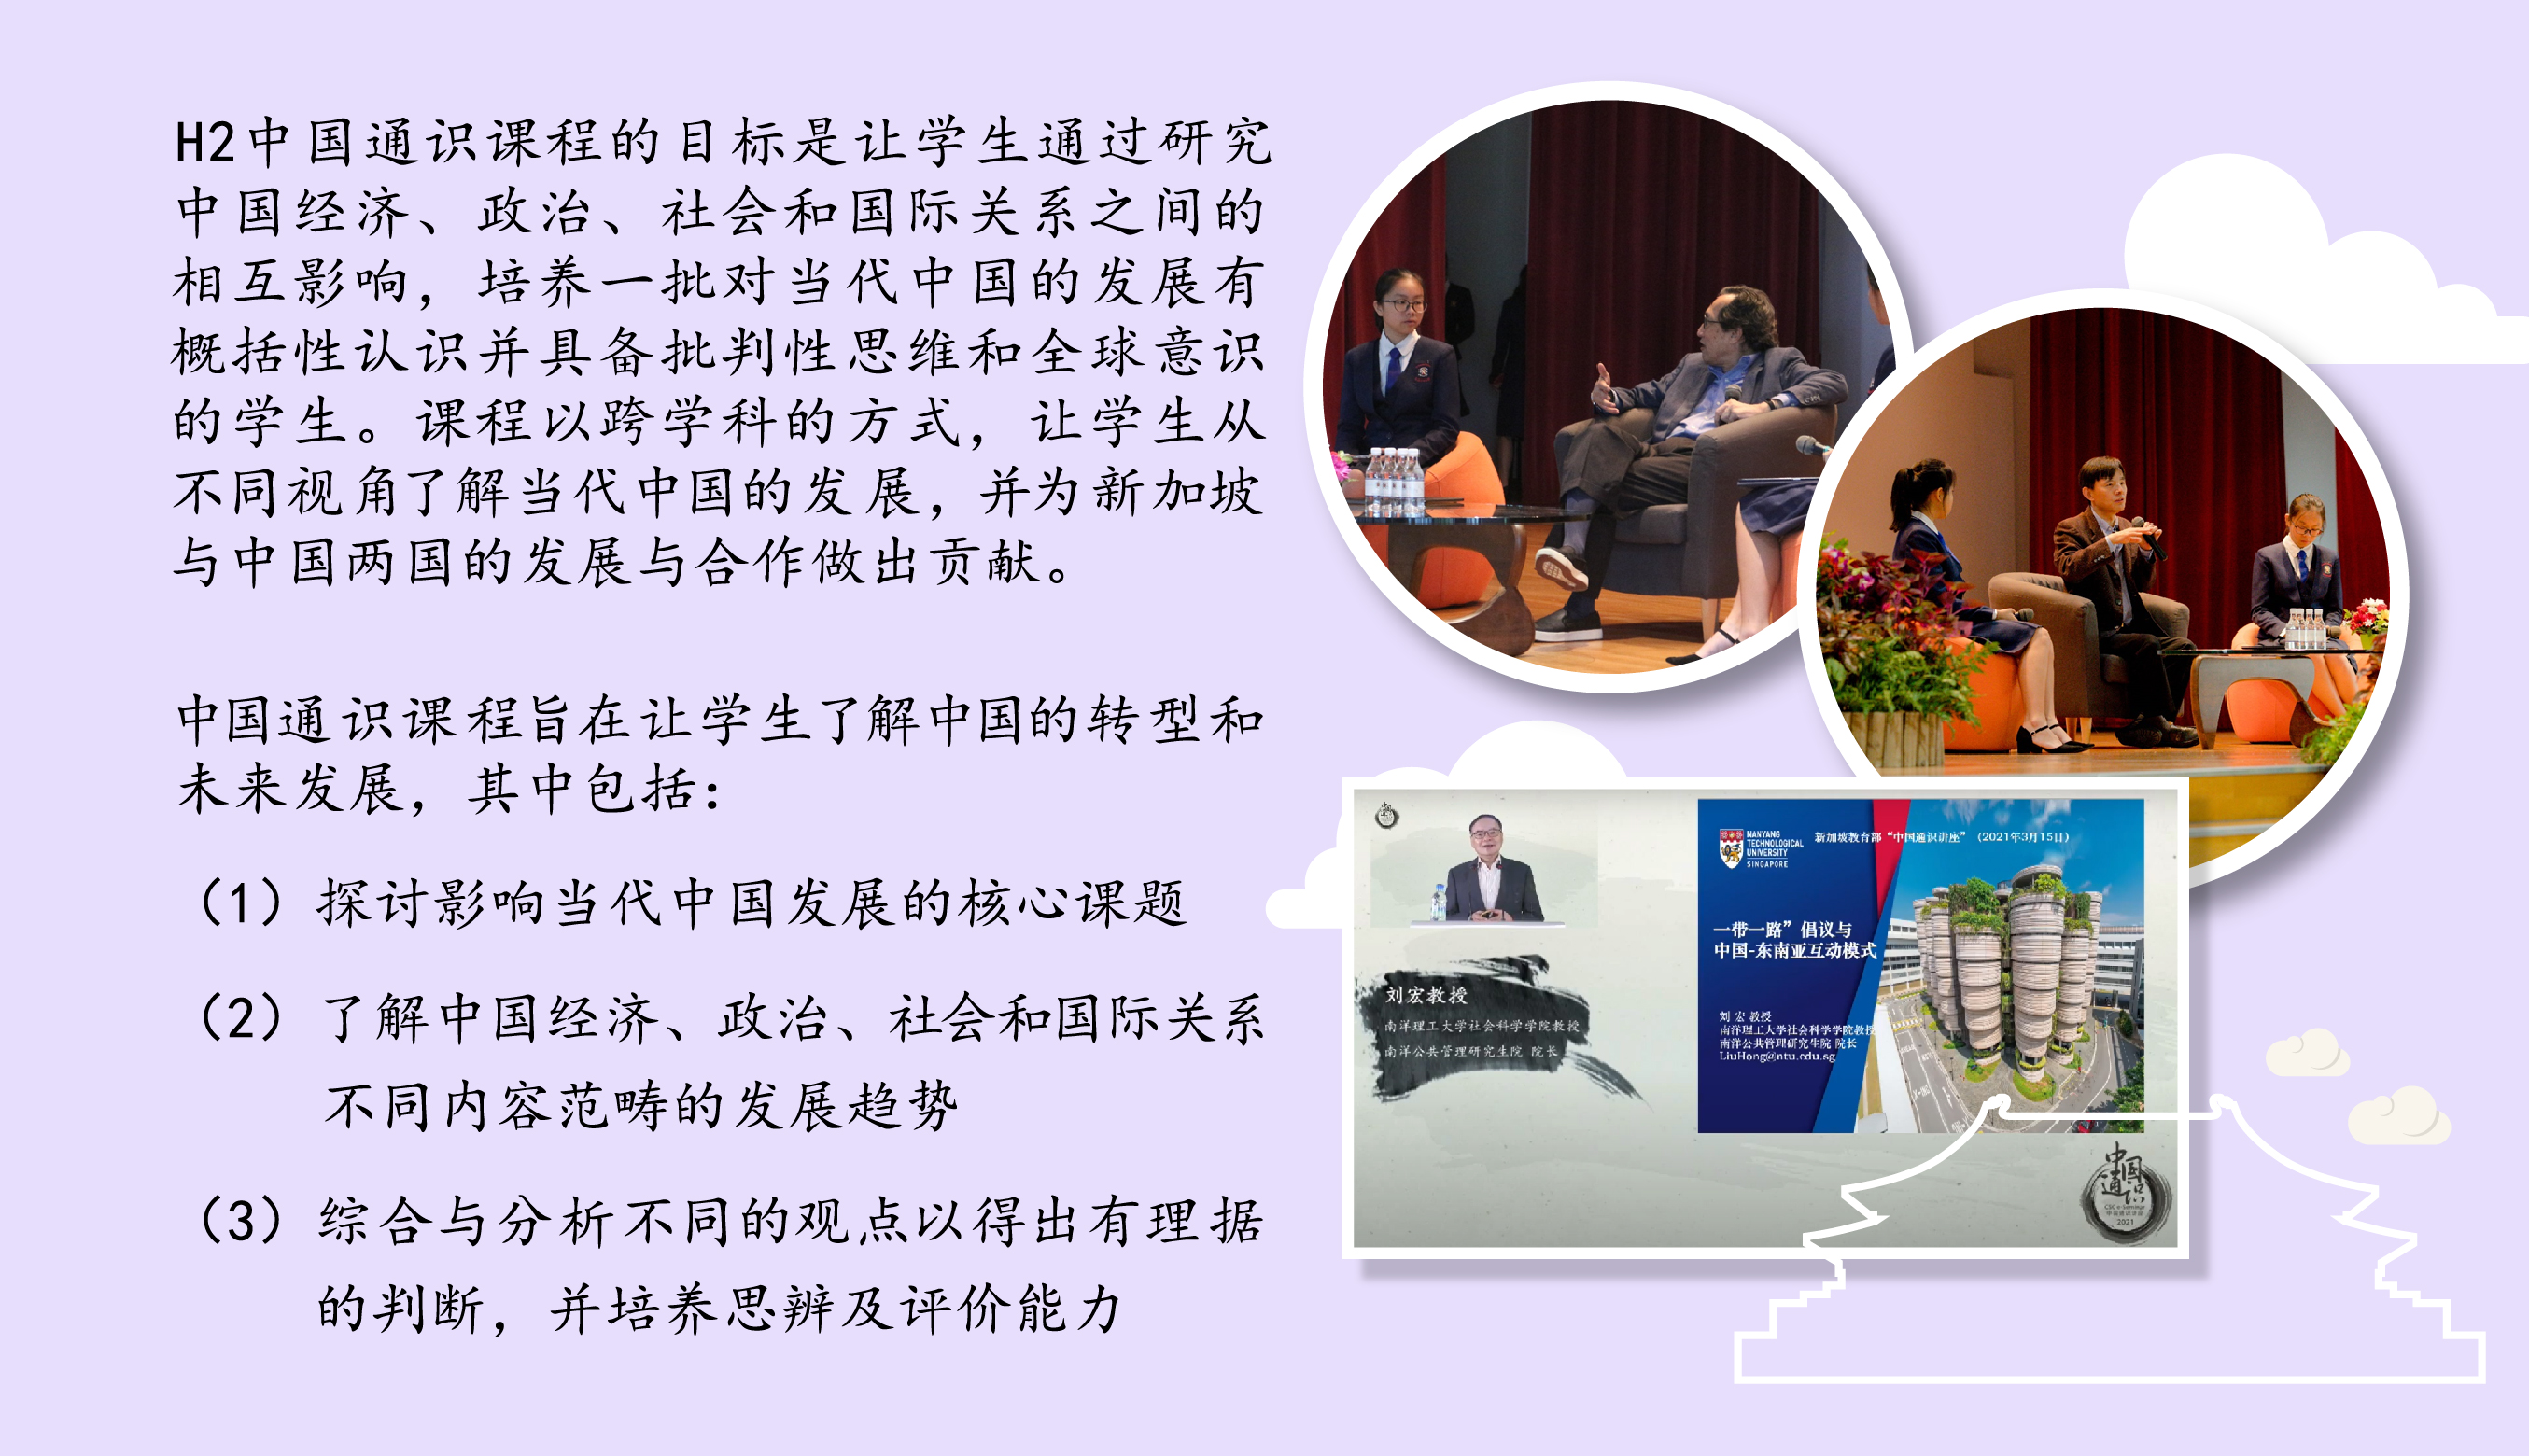 H2中国通识课程的目标是让学生通过研究
中国经济、政治、社会和国际关系之间的
相互影响，培养一批对当代中国的发展有
概括性认识并具备批判性思维和全球意识
的学生。课程以跨学科的方式，让学生从
不同视角了解当代中国的发展，并为新加坡
与中国两国的发展与合作做出贡献。
中国通识课程旨在让学生了解中国的转型和
未来发展，其中包括：
（1）探讨影响当代中国发展的核心课题
（2）了解中国经济、政治、社会和国际关系
不同内容范畴的发展趋势
（3）综合与分析不同的观点以得出有理据
的判断，并培养思辨及评价能力
刘宏教授
南洋理工大学社会科学学院教授
南洋公共管理研究生院 院长
NANYANG
TECHNOLOGICAL
UNIVERSITY
SINGAPORE
新加坡教育部“中国通识讲座”（2021年3月15日）
一带一路”倡议与
中国-东南亚互动模式
刘 宏 教授
南洋理工大学社会科学学院教授
南洋公共管理研究生院 院长
LiuHong@ntu.edu.sg
中国
通识
2021